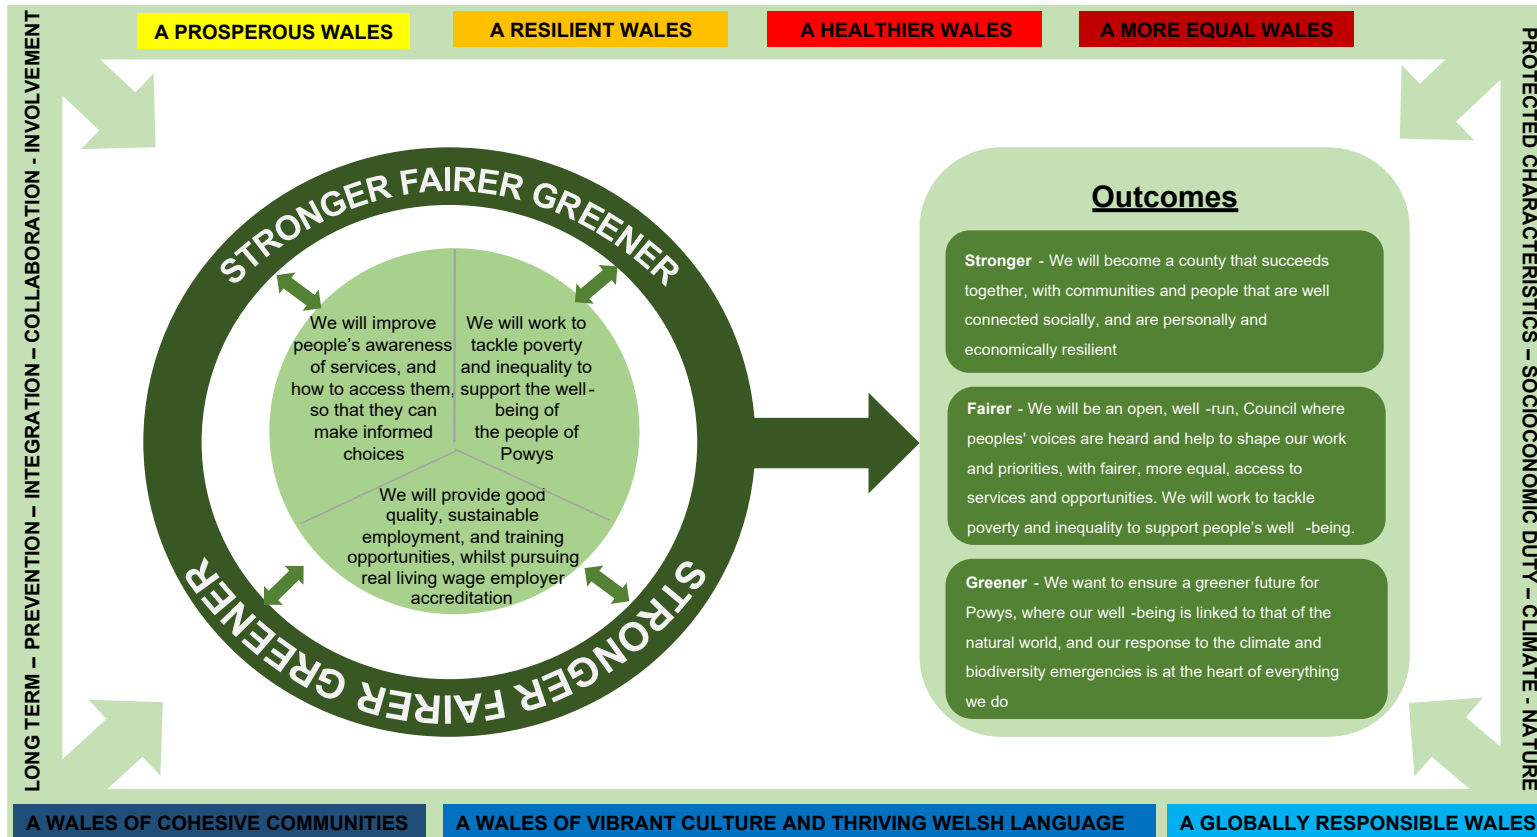 A PROSPEROUS WALES
A RESILIENT WALES
A HEALTHIER WALES
A MORE EQUAL WALES
LONG TERM – PREVENTION – INTEGRATION – COLLABORATION - INVOLVEMENT
STRONGER FAIRER GREENER
We will improve
people's awareness
of services, and
how to access them,
so that they can
make informed
choices
We will work to
tackle poverty
and inequality to
support the well-
being of
the people of
Powys
We will provide good
quality, sustainable
employment, and training
opportunities, whilst pursuing
real living wage employer
accreditation
STRONGER FAIRER GREENER
Outcomes
Stronger - We will become a county that succeeds
together, with communities and people that are well
connected socially, and are personally and
economically resilient
Fairer - We will be an open, well -run, Council where
peoples' voices are heard and help to shape our work
and priorities, with fairer, more equal, access to
services and opportunities. We will work to tackle
poverty and inequality to support people's well -being.
Greener - We want to ensure a greener future for
Powys, where our well -being is linked to that of the
natural world, and our response to the climate and
biodiversity emergencies is at the heart of everything
we do
PROTECTED CHARACTERISTICS – SOCIOECONOMIC DUTY – CLIMATE - NATURE
A WALES OF COHESIVE COMMUNITIES
A WALES OF VIBRANT CULTURE AND THRIVING WELSH LANGUAGE
A GLOBALLY RESPONSIBLE WALES